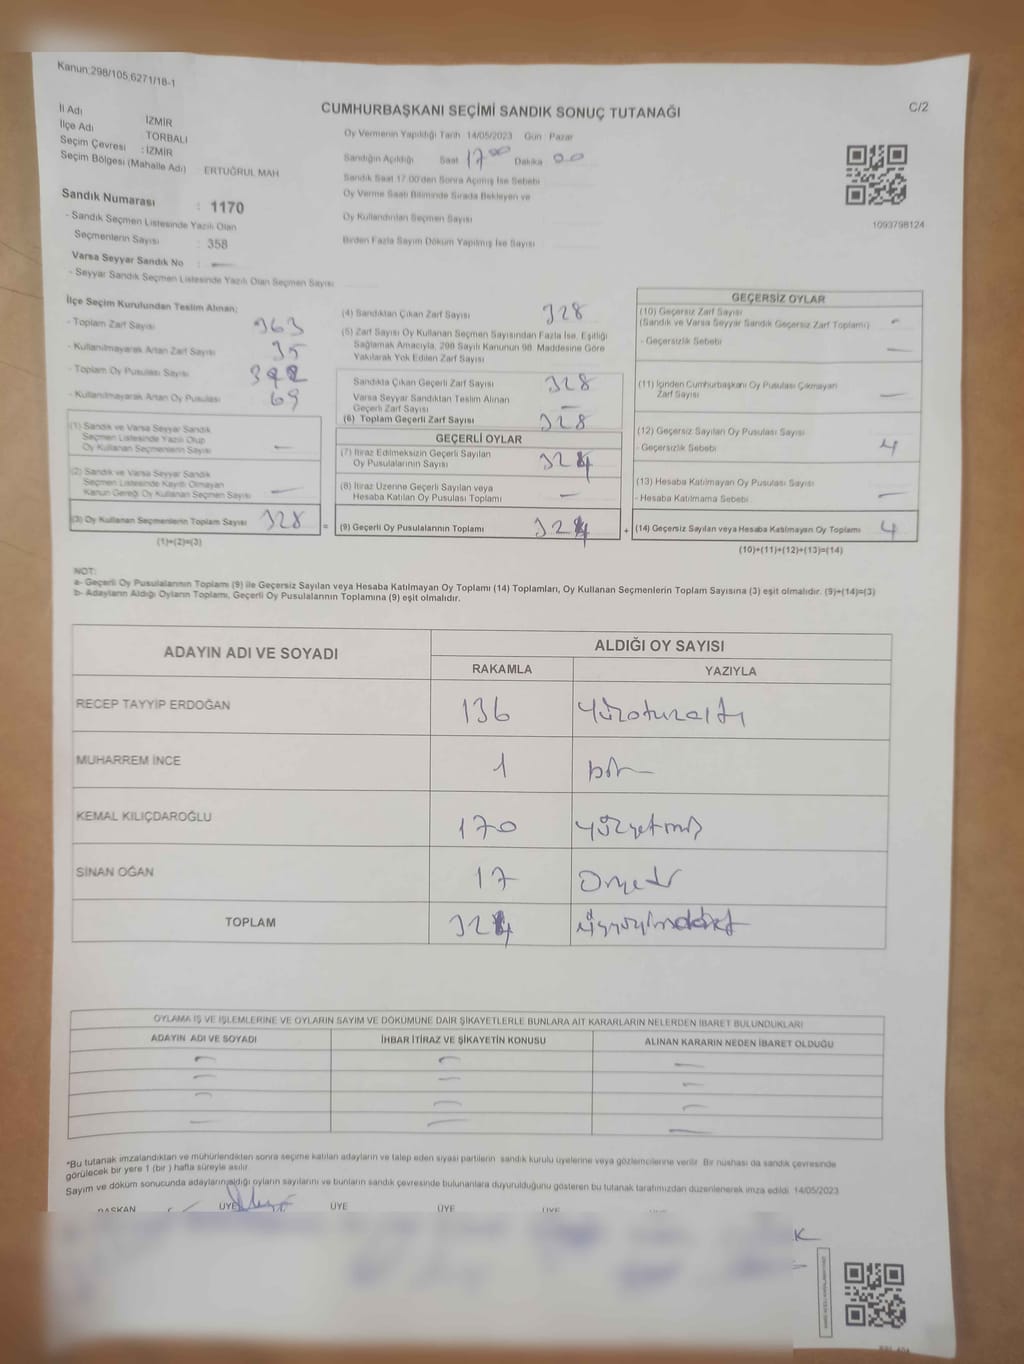 Kanun:298/105,6271/18-1
CUMHURBAŞKANI SEÇİMİ SANDIK SONUÇ TUTANAĞI
C/2
İl Adı İZMİR
İlçe Adı TORBALI
Seçim Çevresi : İZMİR
Seçim Bölgesi (Mahalle Adı) : ERTUĞRUL MAH
Oy Vermenin Yapıldığı Tarih 14/05/2023 Gün : Pazar
Sandığın Açıldığı Saat 17 00 Dakika 00
Sandık Saat 17.00'den Sonra Açılmış İse Sebebi
Oy Verme Saati Bitiminde Sırada Bekleyen ve
Oy Kullandırılan Seçmen Sayısı
Birden Fazla Sayım Döküm Yapılmış İse Sayısı
1093798124
Sandık Numarası : 1170
- Sandık Seçmen Listesinde Yazılı Olan
Seçmenlerin Sayısı : 358
Varsa Seyyar Sandık No : —
- Seyyar Sandık Seçmen Listesinde Yazılı Olan Seçmen Sayısı
İlçe Seçim Kurulundan Teslim Alınan;
- Toplam Zarf Sayısı 363
- Kullanılmayarak Artan Zarf Sayısı 35
- Toplam Oy Pusulası Sayısı
- Kullanılmayarak Artan Oy Pusulası 69
(1) Sandık ve Varsa Seyyar Sandık
Seçmen Listesinde Yazılı Olup
Oy Kullanan Seçmenlerin Sayısı —
(2) Sandık ve Varsa Seyyar Sandık
Seçmen Listesinde Kayıtlı Olmayan
Kanun Gereği Oy Kullanan Seçmen Sayısı —
(3) Oy Kullanan Seçmenlerin Toplam Sayısı 328
(1)+(2)=(3)
(4) Sandıktan Çıkan Zarf Sayısı 328
(5) Zarf Sayısı Oy Kullanan Seçmen Sayısından Fazla İse, Eşitliği
Sağlamak Amacıyla, 298 Sayılı Kanunun 98. Maddesine Göre
Yakılarak Yok Edilen Zarf Sayısı
Sandıkta Çıkan Geçerli Zarf Sayısı 328
Varsa Seyyar Sandıktan Teslim Alınan
Geçerli Zarf Sayısı —
(6) Toplam Geçerli Zarf Sayısı 328
GEÇERLİ OYLAR
(7) İtiraz Edilmeksizin Geçerli Sayılan
Oy Pusulalarının Sayısı 324
(8) İtiraz Üzerine Geçerli Sayılan veya
Hesaba Katılan Oy Pusulası Toplamı —
= (9) Geçerli Oy Pusulalarının Toplamı 324 +
GEÇERSİZ OYLAR
(10) Geçersiz Zarf Sayısı
(Sandık ve Varsa Seyyar Sandık Geçersiz Zarf Toplamı) -
- Geçersizlik Sebebi —
(11) İçinden Cumhurbaşkanı Oy Pusulası Çıkmayan
Zarf Sayısı —
(12) Geçersiz Sayılan Oy Pusulası Sayısı
- Geçersizlik Sebebi 4
(13) Hesaba Katılmayan Oy Pusulası Sayısı
- Hesaba Katılmama Sebebi —
(14) Geçersiz Sayılan veya Hesaba Katılmayan Oy Toplamı 4
(10)+(11)+(12)+(13)=(14)
NOT:
a- Geçerli Oy Pusulalarının Toplamı (9) ile Geçersiz Sayılan veya Hesaba Katılmayan Oy Toplamı (14) Toplamları, Oy Kullanan Seçmenlerin Toplam Sayısına (3) eşit olmalıdır. (9)+(14)=(3)
b- Adayların Aldığı Oyların Toplamı, Geçerli Oy Pusulalarının Toplamına (9) eşit olmalıdır.
ADAYIN ADI VE SOYADI
ALDIĞI OY SAYISI
RAKAMLA YAZIYLA
RECEP TAYYİP ERDOĞAN 136 Yüzotuzaltı
MUHARREM İNCE 1 bir
KEMAL KILIÇDAROĞLU 170 yüzyetmiş
SİNAN OĞAN 17 Onyedi
TOPLAM 324 üçyüzyirmidört
OYLAMA İŞ VE İŞLEMLERİNE VE OYLARIN SAYIM VE DÖKÜMÜNE DAİR ŞİKAYETLERLE BUNLARA AİT KARARLARIN NELERDEN İBARET BULUNDUKLARI
ADAYIN ADI VE SOYADI İHBAR İTİRAZ VE ŞİKAYETİN KONUSU ALINAN KARARIN NEDEN İBARET OLDUĞU
— — —
— — —
— — —
— — —
*Bu tutanak imzalandıktan ve mühürlendikten sonra seçime katılan adayların ve talep eden siyasi partilerin sandık kurulu üyelerine veya gözlemcilerine verilir. Bir nüshası da sandık çevresinde
görülecek bir yere 1 (bir ) hafta süreyle asılır.
Sayım ve döküm sonucunda adayların aldığı oyların sayılarını ve bunların sandık çevresinde bulunanlara duyurulduğunu gösteren bu tutanak tarafımızdan düzenlenerek imza edildi. 14/05/2023
BAŞKAN ÜYE ÜYE ÜYE ÜYE